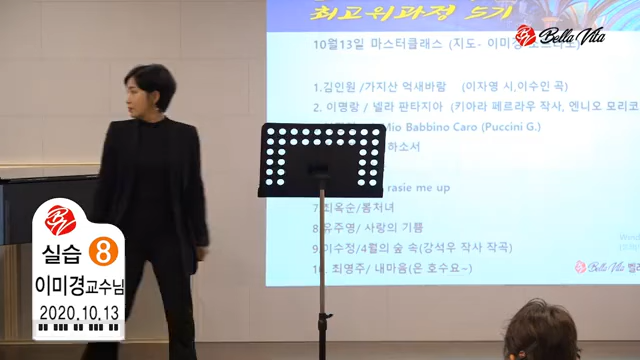 최고위과정 5기
Bella Vita
10월13일 마스터클래스 (지도- 이미경
1.김인원 /가지산 억새바람 (이자영 시,이수인 곡)
2. 이명랑 / 넬라 판타지아 (키아라 페르라우 작사, 엔니오 모리코
Mio Babbino Caro (Puccini G.)
하소서
rasie me up
7.최옥순/봄처녀
8.유주영/ 사랑의 기쁨
9.이수정/4월의 숲 속(강석우 작사 작곡)
10. 최영주/ 내마음(은 호수요~)
Bella Vita
BV
실습 8
이미경교수님
2020.10.13